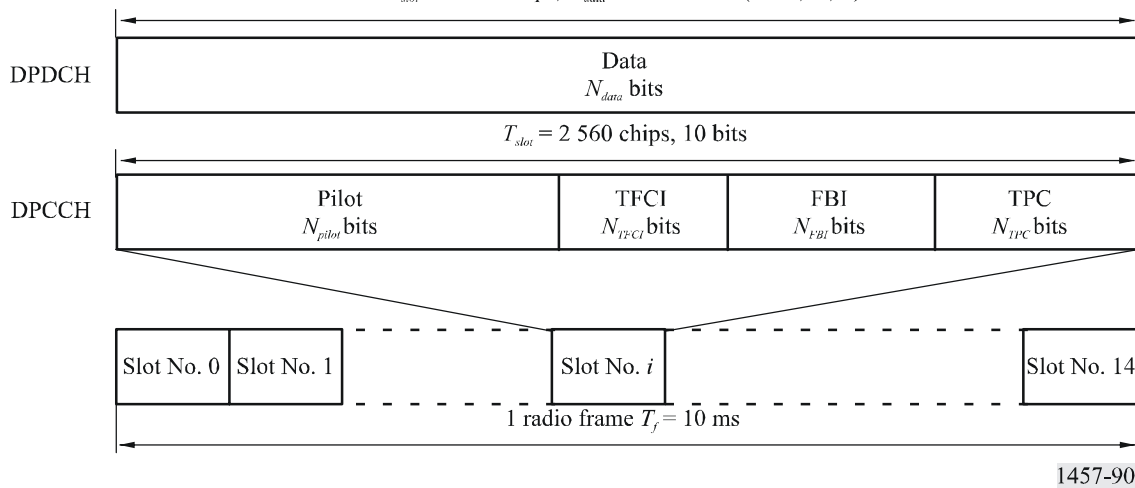 Data
DPDCH
N_data bits
T_slot = 2 560 chips, 10 bits
Pilot TFCI FBI TPC
DPCCH
N_pilot bits N_TFCI bits N_FBI bits N_TPC bits
Slot No. 0 Slot No. 1 Slot No. i Slot No. 14
1 radio frame T_f = 10 ms
1457-90